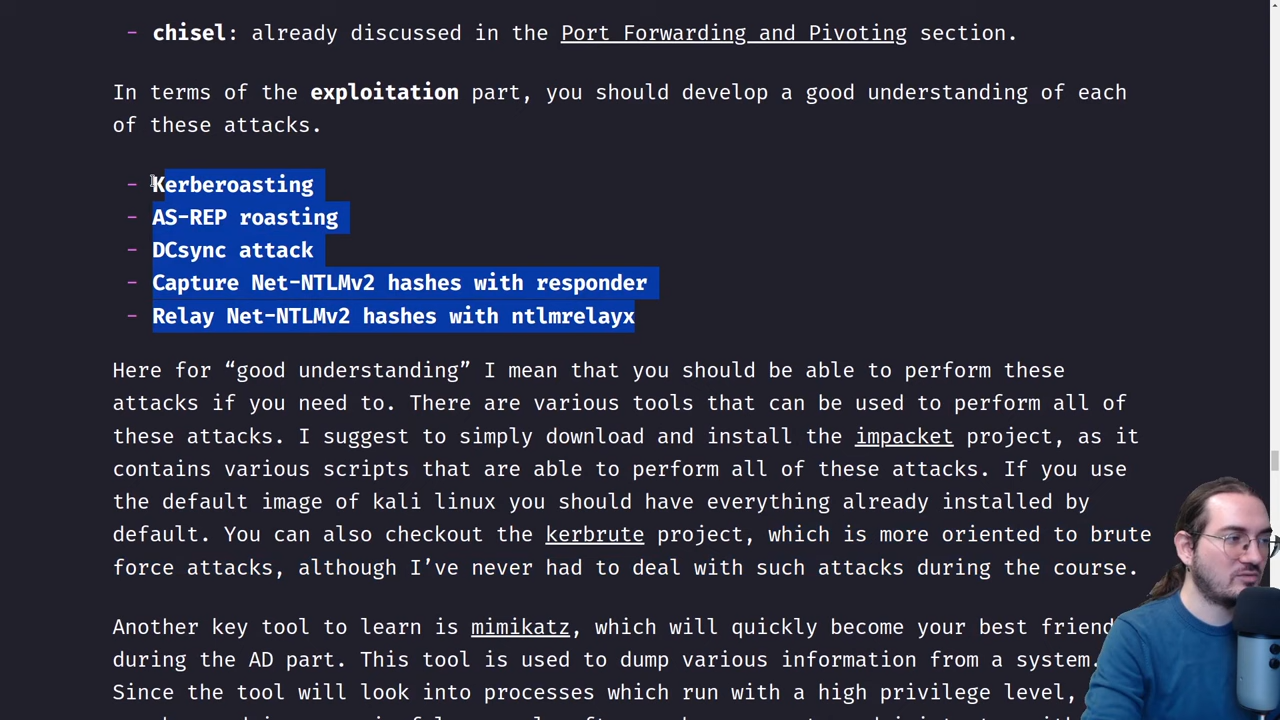 - chisel: already discussed in the Port Forwarding and Pivoting section.
In terms of the exploitation part, you should develop a good understanding of each
of these attacks.
- Kerberoasting
- AS-REP roasting
- DCsync attack
- Capture Net-NTLMv2 hashes with responder
- Relay Net-NTLMv2 hashes with ntlmrelayx
Here for “good understanding” I mean that you should be able to perform these
attacks if you need to. There are various tools that can be used to perform all of
these attacks. I suggest to simply download and install the impacket project, as it
contains various scripts that are able to perform all of these attacks. If you use
the default image of kali linux you should have everything already installed by
default. You can also checkout the kerbrute project, which is more oriented to brute
force attacks, although I’ve never had to deal with such attacks during the course.
Another key tool to learn is mimikatz, which will quickly become your best friend
during the AD part. This tool is used to dump various information from a system.
Since the tool will look into processes which run with a high privilege level,